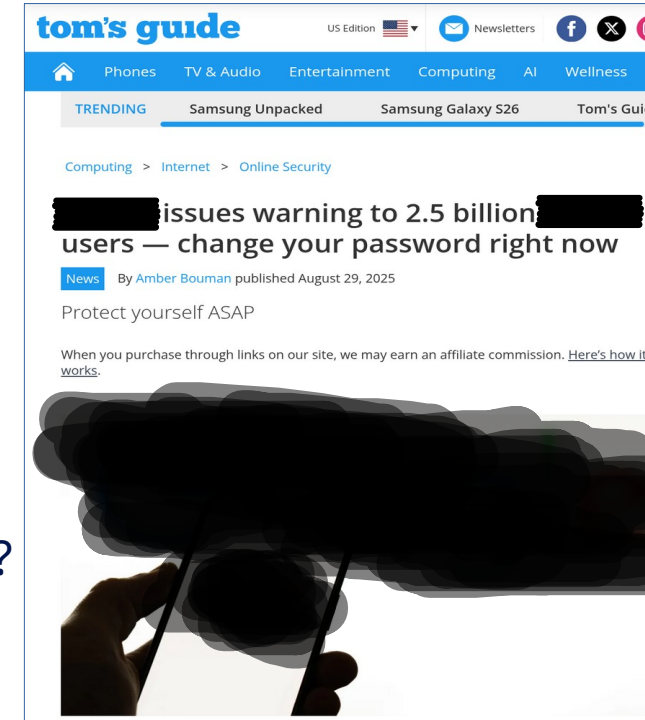 tom's guide
US Edition
Newsletters
Phones TV & Audio Entertainment Computing AI Wellness
TRENDING Samsung Unpacked Samsung Galaxy S26 Tom's Gui
Computing > Internet > Online Security
issues warning to 2.5 billion
users — change your password right now
News By Amber Bouman published August 29, 2025
Protect yourself ASAP
When you purchase through links on our site, we may earn an affiliate commission. Here's how it
works.
?